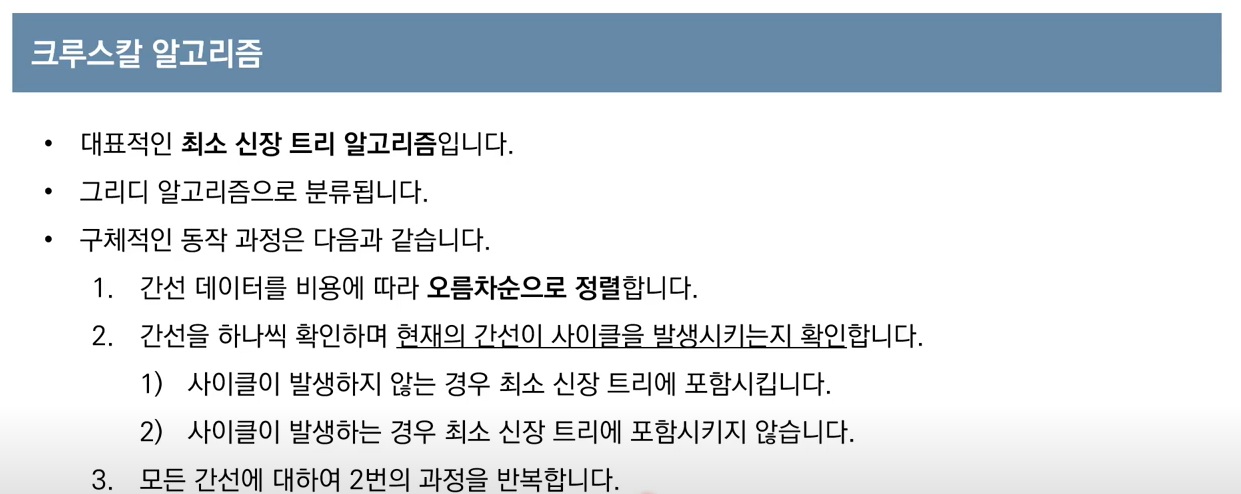 크루스칼 알고리즘
• 대표적인 최소 신장 트리 알고리즘입니다.
• 그리디 알고리즘으로 분류됩니다.
• 구체적인 동작 과정은 다음과 같습니다.
1. 간선 데이터를 비용에 따라 오름차순으로 정렬합니다.
2. 간선을 하나씩 확인하며 현재의 간선이 사이클을 발생시키는지 확인합니다.
1) 사이클이 발생하지 않는 경우 최소 신장 트리에 포함시킵니다.
2) 사이클이 발생하는 경우 최소 신장 트리에 포함시키지 않습니다.
3. 모든 간선에 대하여 2번의 과정을 반복합니다.